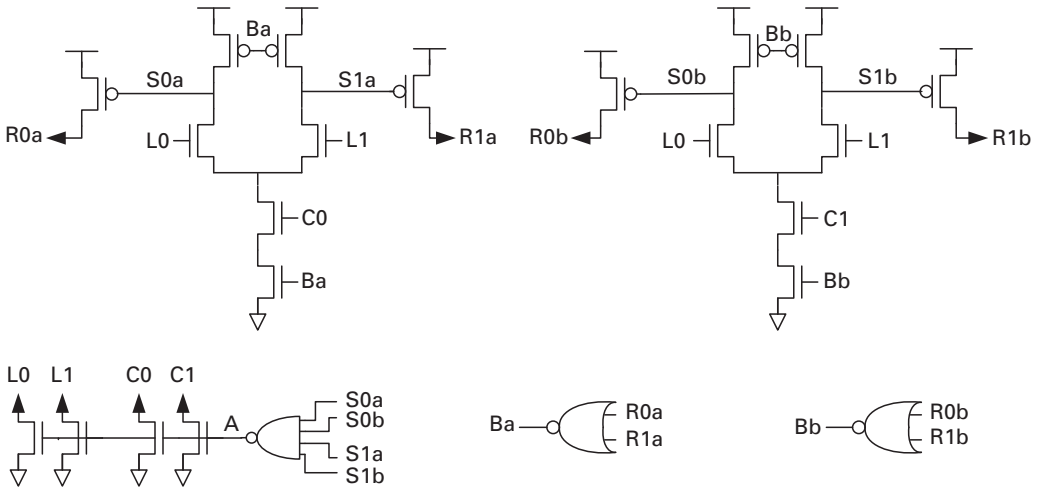 Ba
S0a
S1a
R0a
R1a
L0
L1
C0
Ba
Bb
S0b
S1b
R0b
R1b
L0
L1
C1
Bb
L0 L1 C0 C1
A
S0a
S0b
S1a
S1b
Ba
R0a
R1a
Bb
R0b
R1b